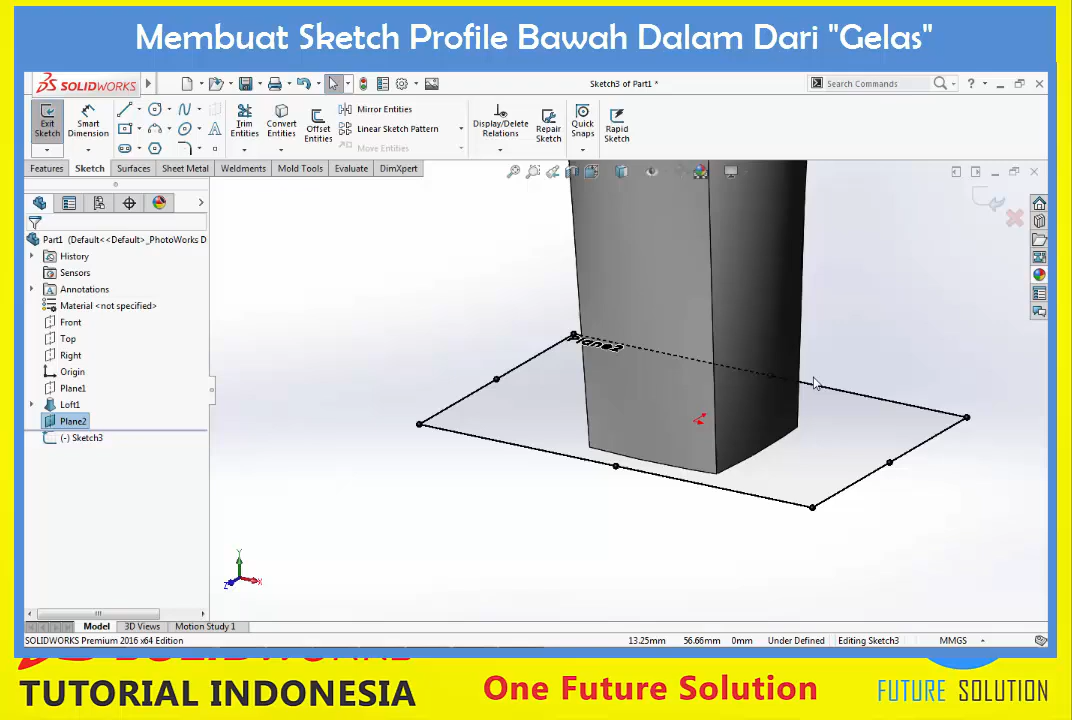 Membuat Sketch Profile Bawah Dalam Dari "Gelas"
SOLIDWORKS
Sketch3 of Part1 *
Search Commands
Exit Sketch
Smart Dimension
Trim Entities
Convert Entities
Offset Entities
Mirror Entities
Linear Sketch Pattern
Move Entities
Display/Delete Relations
Repair Sketch
Quick Snaps
Rapid Sketch
Features Sketch Surfaces Sheet Metal Weldments Mold Tools Evaluate DimXpert
Part1 (Default<<Default>_PhotoWorks D
History
Sensors
Annotations
Material <not specified>
Front
Top
Right
Origin
Plane1
Loft1
Plane2
(-) Sketch3
Plane2
Y
X
Z
Model 3D Views Motion Study 1
SOLIDWORKS Premium 2016 x64 Edition 13.25mm 56.66mm 0mm Under Defined Editing Sketch3 MMGS
SOLIDWORKS
TUTORIAL INDONESIA
One Future Solution
FUTURE SOLUTION